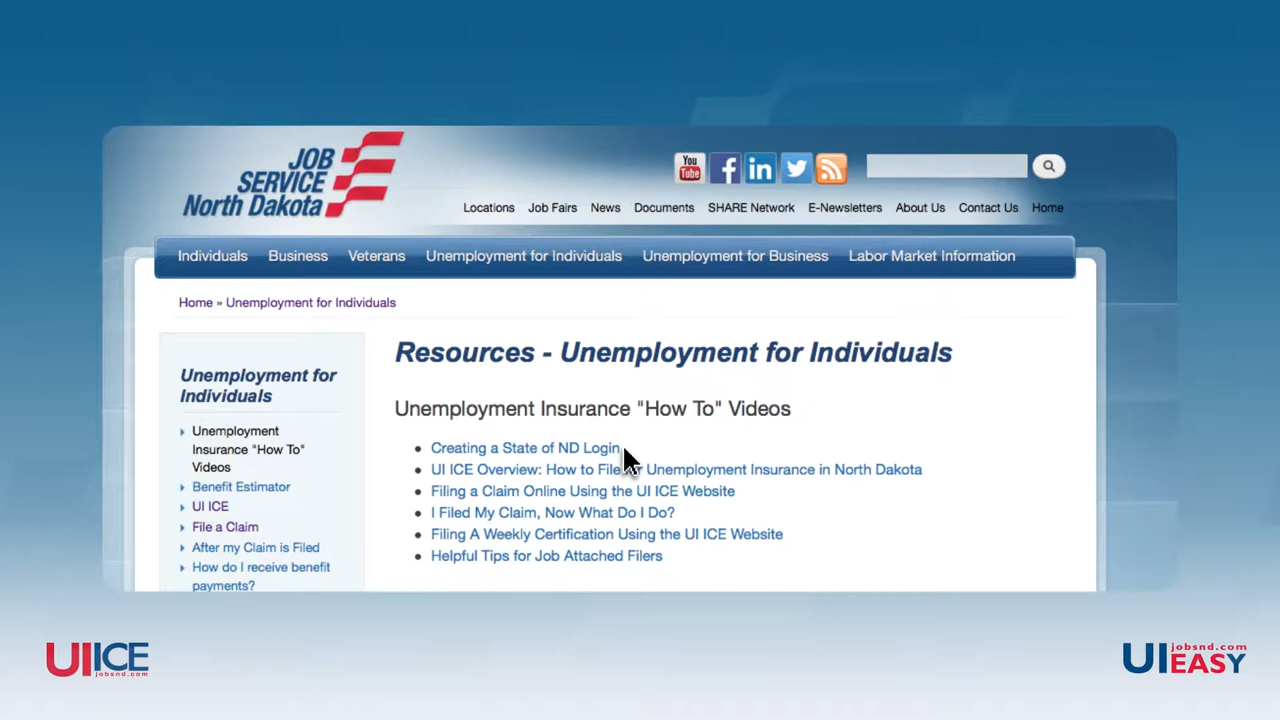 JOB
SERVICE
North Dakota
You
Tube
Locations Job Fairs News Documents SHARE Network E-Newsletters About Us Contact Us Home
Individuals Business Veterans Unemployment for Individuals Unemployment for Business Labor Market Information
Home » Unemployment for Individuals
Unemployment for
Individuals
Unemployment
Insurance "How To"
Videos
Benefit Estimator
UI ICE
File a Claim
After my Claim is Filed
How do I receive benefit
payments?
Resources - Unemployment for Individuals
Unemployment Insurance "How To" Videos
Creating a State of ND Login
UI ICE Overview: How to File Unemployment Insurance in North Dakota
Filing a Claim Online Using the UI ICE Website
I Filed My Claim, Now What Do I Do?
Filing A Weekly Certification Using the UI ICE Website
Helpful Tips for Job Attached Filers
UI ICE
jobsnd.com
jobsnd.com
UI EASY